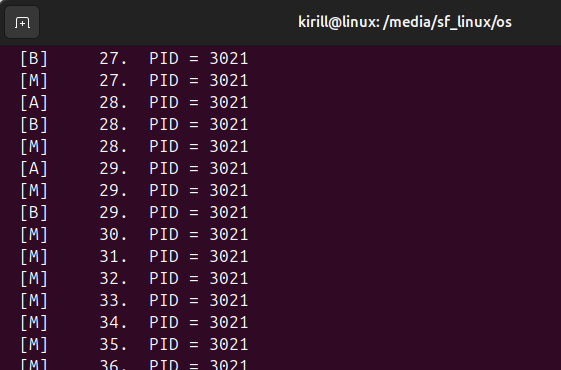 kirill@linux: /media/sf_linux/os
[B] 27. PID = 3021
[M] 27. PID = 3021
[A] 28. PID = 3021
[B] 28. PID = 3021
[M] 28. PID = 3021
[A] 29. PID = 3021
[M] 29. PID = 3021
[B] 29. PID = 3021
[M] 30. PID = 3021
[M] 31. PID = 3021
[M] 32. PID = 3021
[M] 33. PID = 3021
[M] 34. PID = 3021
[M] 35. PID = 3021
[M] 36. PID = 3021